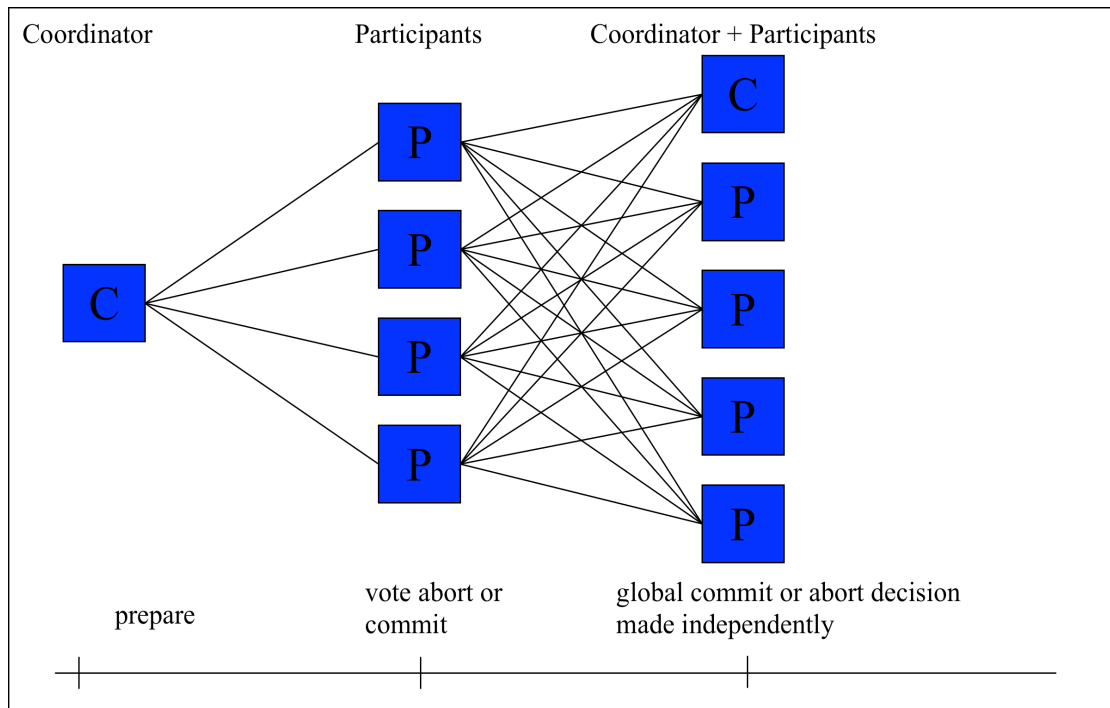 Coordinator
Participants
Coordinator + Participants
C
P
P
P
P
C
P
P
P
P
C
prepare
vote abort or
commit
global commit or abort decision
made independently